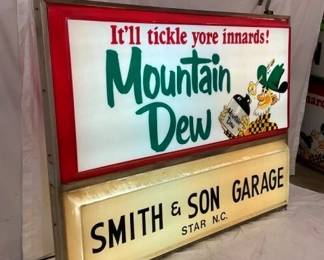 It'll tickle yore innards!
Mountain
Dew
SMITH & SON GARAGE
STAR N.C.